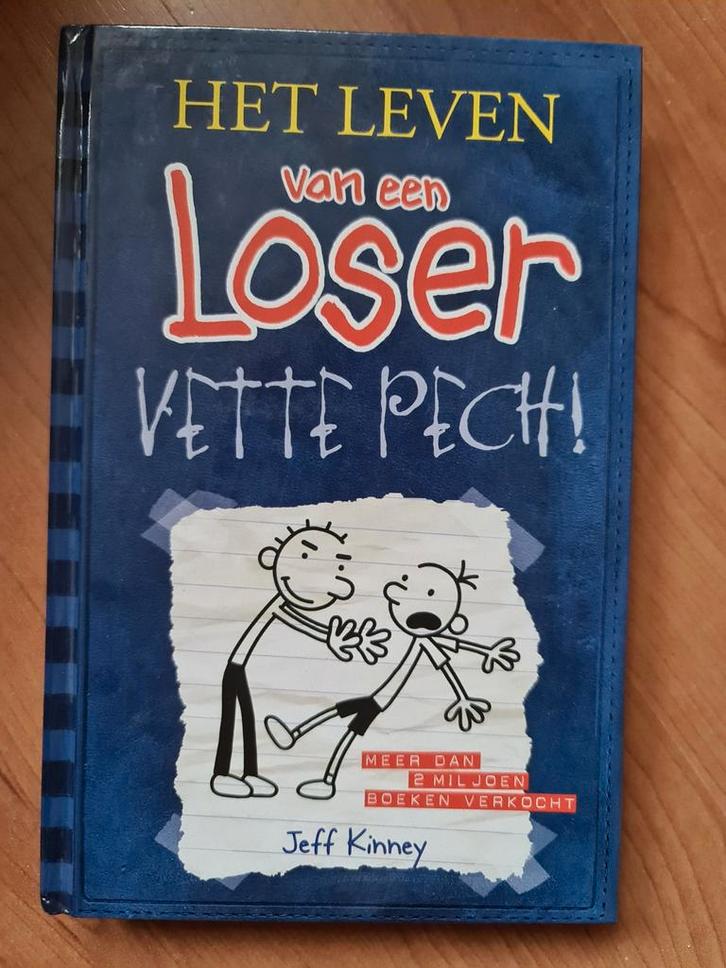 HET LEVEN
van een
Loser
VETTE PECH!
MEER DAN
2 MILJOEN
BOEKEN VERKOCHT
Jeff Kinney